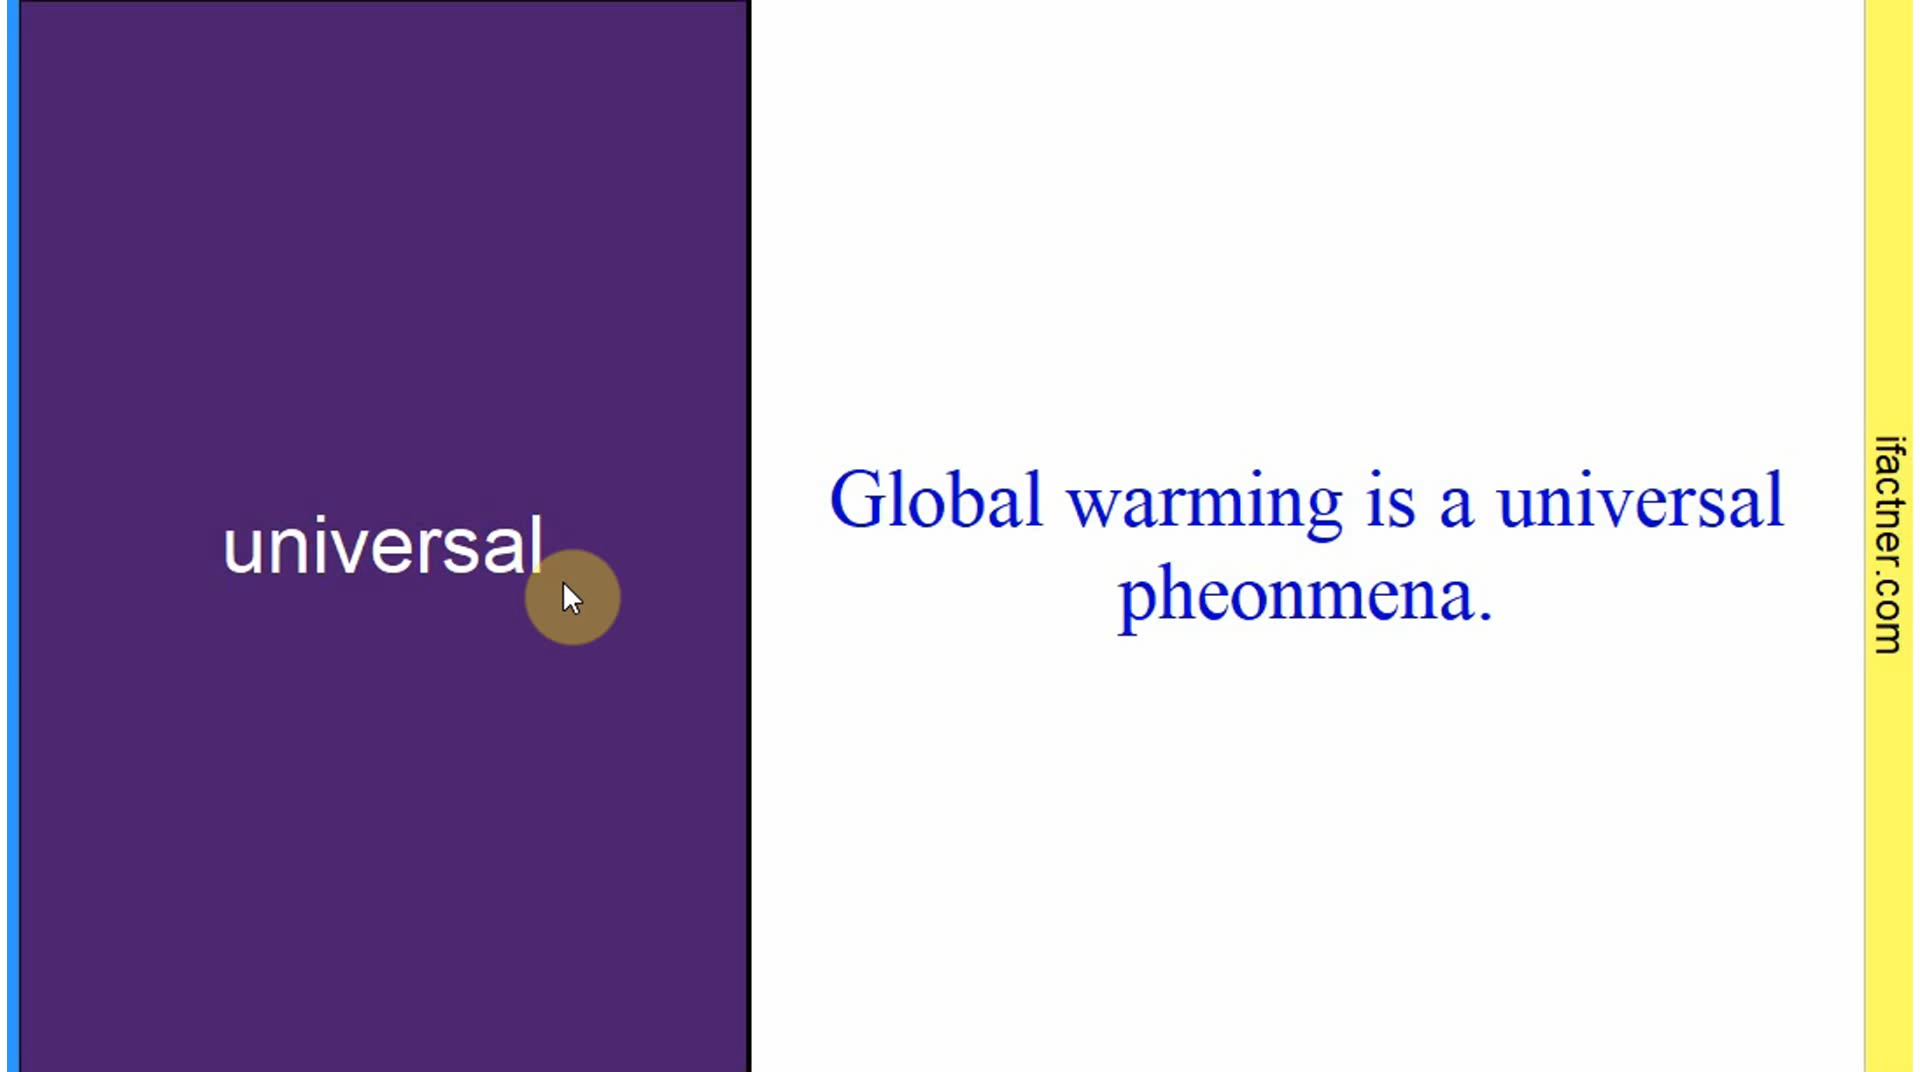 universal
Global warming is a universal
pheonmena.
ifactner.com